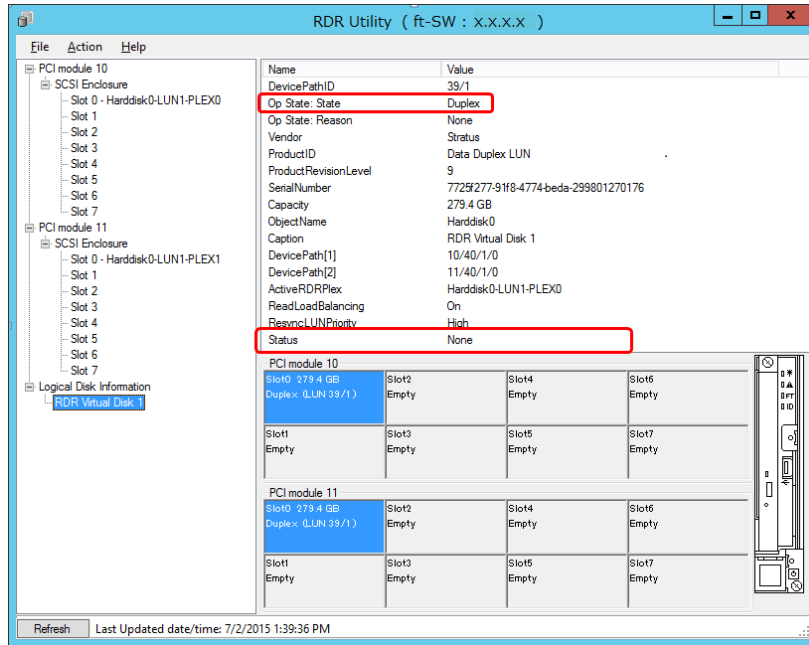 RDR Utility ( ft-SW : x.x.x.x )
File Action Help
PCI module 10
SCSI Enclosure
Slot 0 - Harddisk0-LUN1-PLEX0
Slot 1
Slot 2
Slot 3
Slot 4
Slot 5
Slot 6
Slot 7
PCI module 11
SCSI Enclosure
Slot 0 - Harddisk0-LUN1-PLEX1
Slot 1
Slot 2
Slot 3
Slot 4
Slot 5
Slot 6
Slot 7
Logical Disk Information
RDR Virtual Disk 1
Name Value
DevicePathID 39/1
Op State: State Duplex
Op State: Reason None
Vendor Stratus
ProductID Data Duplex LUN
ProductRevisionLevel 9
SerialNumber 7725f277-91f8-4774-beda-299801270176
Capacity 279.4 GB
ObjectName Harddisk0
Caption RDR Virtual Disk 1
DevicePath[1] 10/40/1/0
DevicePath[2] 11/40/1/0
ActiveRDRPlex Harddisk0-LUN1-PLEX0
ReadLoadBalancing On
ResyncLUNPriority High
Status None
PCI module 10
Slot0 279.4 GB Slot2 Slot4 Slot6
Duplex (LUN 39/1) Empty Empty Empty
Slot1 Slot3 Slot5 Slot7
Empty Empty Empty Empty
PCI module 11
Slot0 279.4 GB Slot2 Slot4 Slot6
Duplex (LUN 39/1) Empty Empty Empty
Slot1 Slot3 Slot5 Slot7
Empty Empty Empty Empty
FT
ID
Refresh Last Updated date/time: 7/2/2015 1:39:36 PM